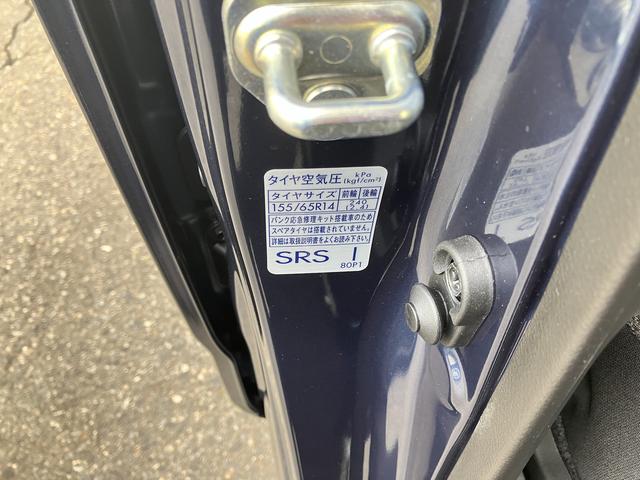 タイヤ空気圧 kPa (kgf/cm²)
タイヤサイズ 前輪 後輪
155/65R14 240 (2.4)
パンク応急修理キット搭載車のため
スペアタイヤは搭載されていません。
詳細は取扱説明書をよくお読み下さい。
SRS I
80P1